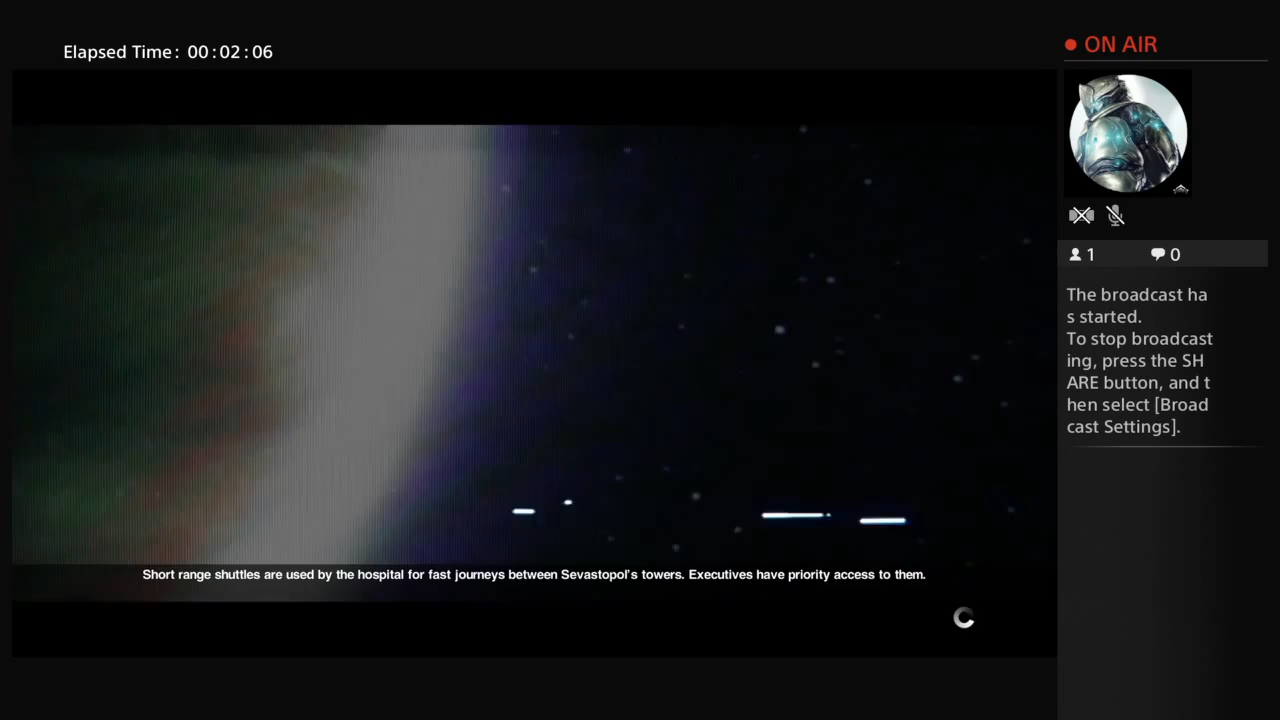 Elapsed Time: 00:02:06
ON AIR
1 0
The broadcast ha
s started.
To stop broadcast
ing, press the SH
ARE button, and t
hen select [Broad
cast Settings].
Short range shuttles are used by the hospital for fast journeys between Sevastopol's towers. Executives have priority access to them.